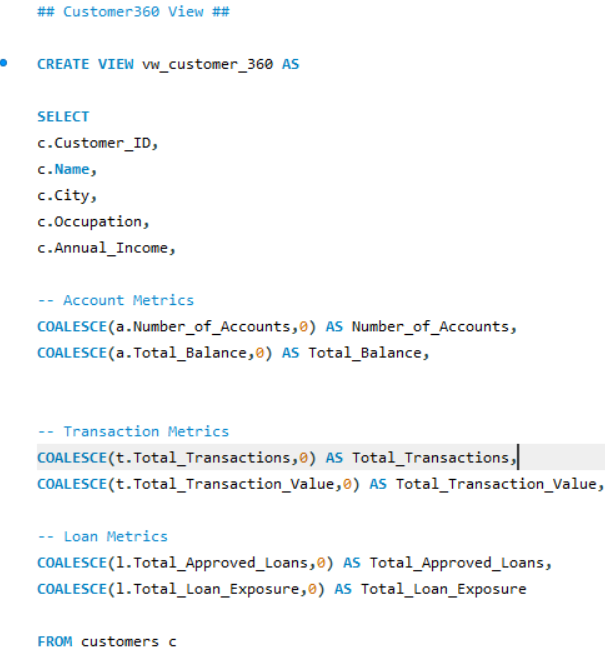 ## Customer360 View ##
CREATE VIEW vw_customer_360 AS
SELECT
c.Customer_ID,
c.Name,
c.City,
c.Occupation,
c.Annual_Income,
-- Account Metrics
COALESCE(a.Number_of_Accounts,0) AS Number_of_Accounts,
COALESCE(a.Total_Balance,0) AS Total_Balance,
-- Transaction Metrics
COALESCE(t.Total_Transactions,0) AS Total_Transactions,
COALESCE(t.Total_Transaction_Value,0) AS Total_Transaction_Value,
-- Loan Metrics
COALESCE(l.Total_Approved_Loans,0) AS Total_Approved_Loans,
COALESCE(l.Total_Loan_Exposure,0) AS Total_Loan_Exposure
FROM customers c